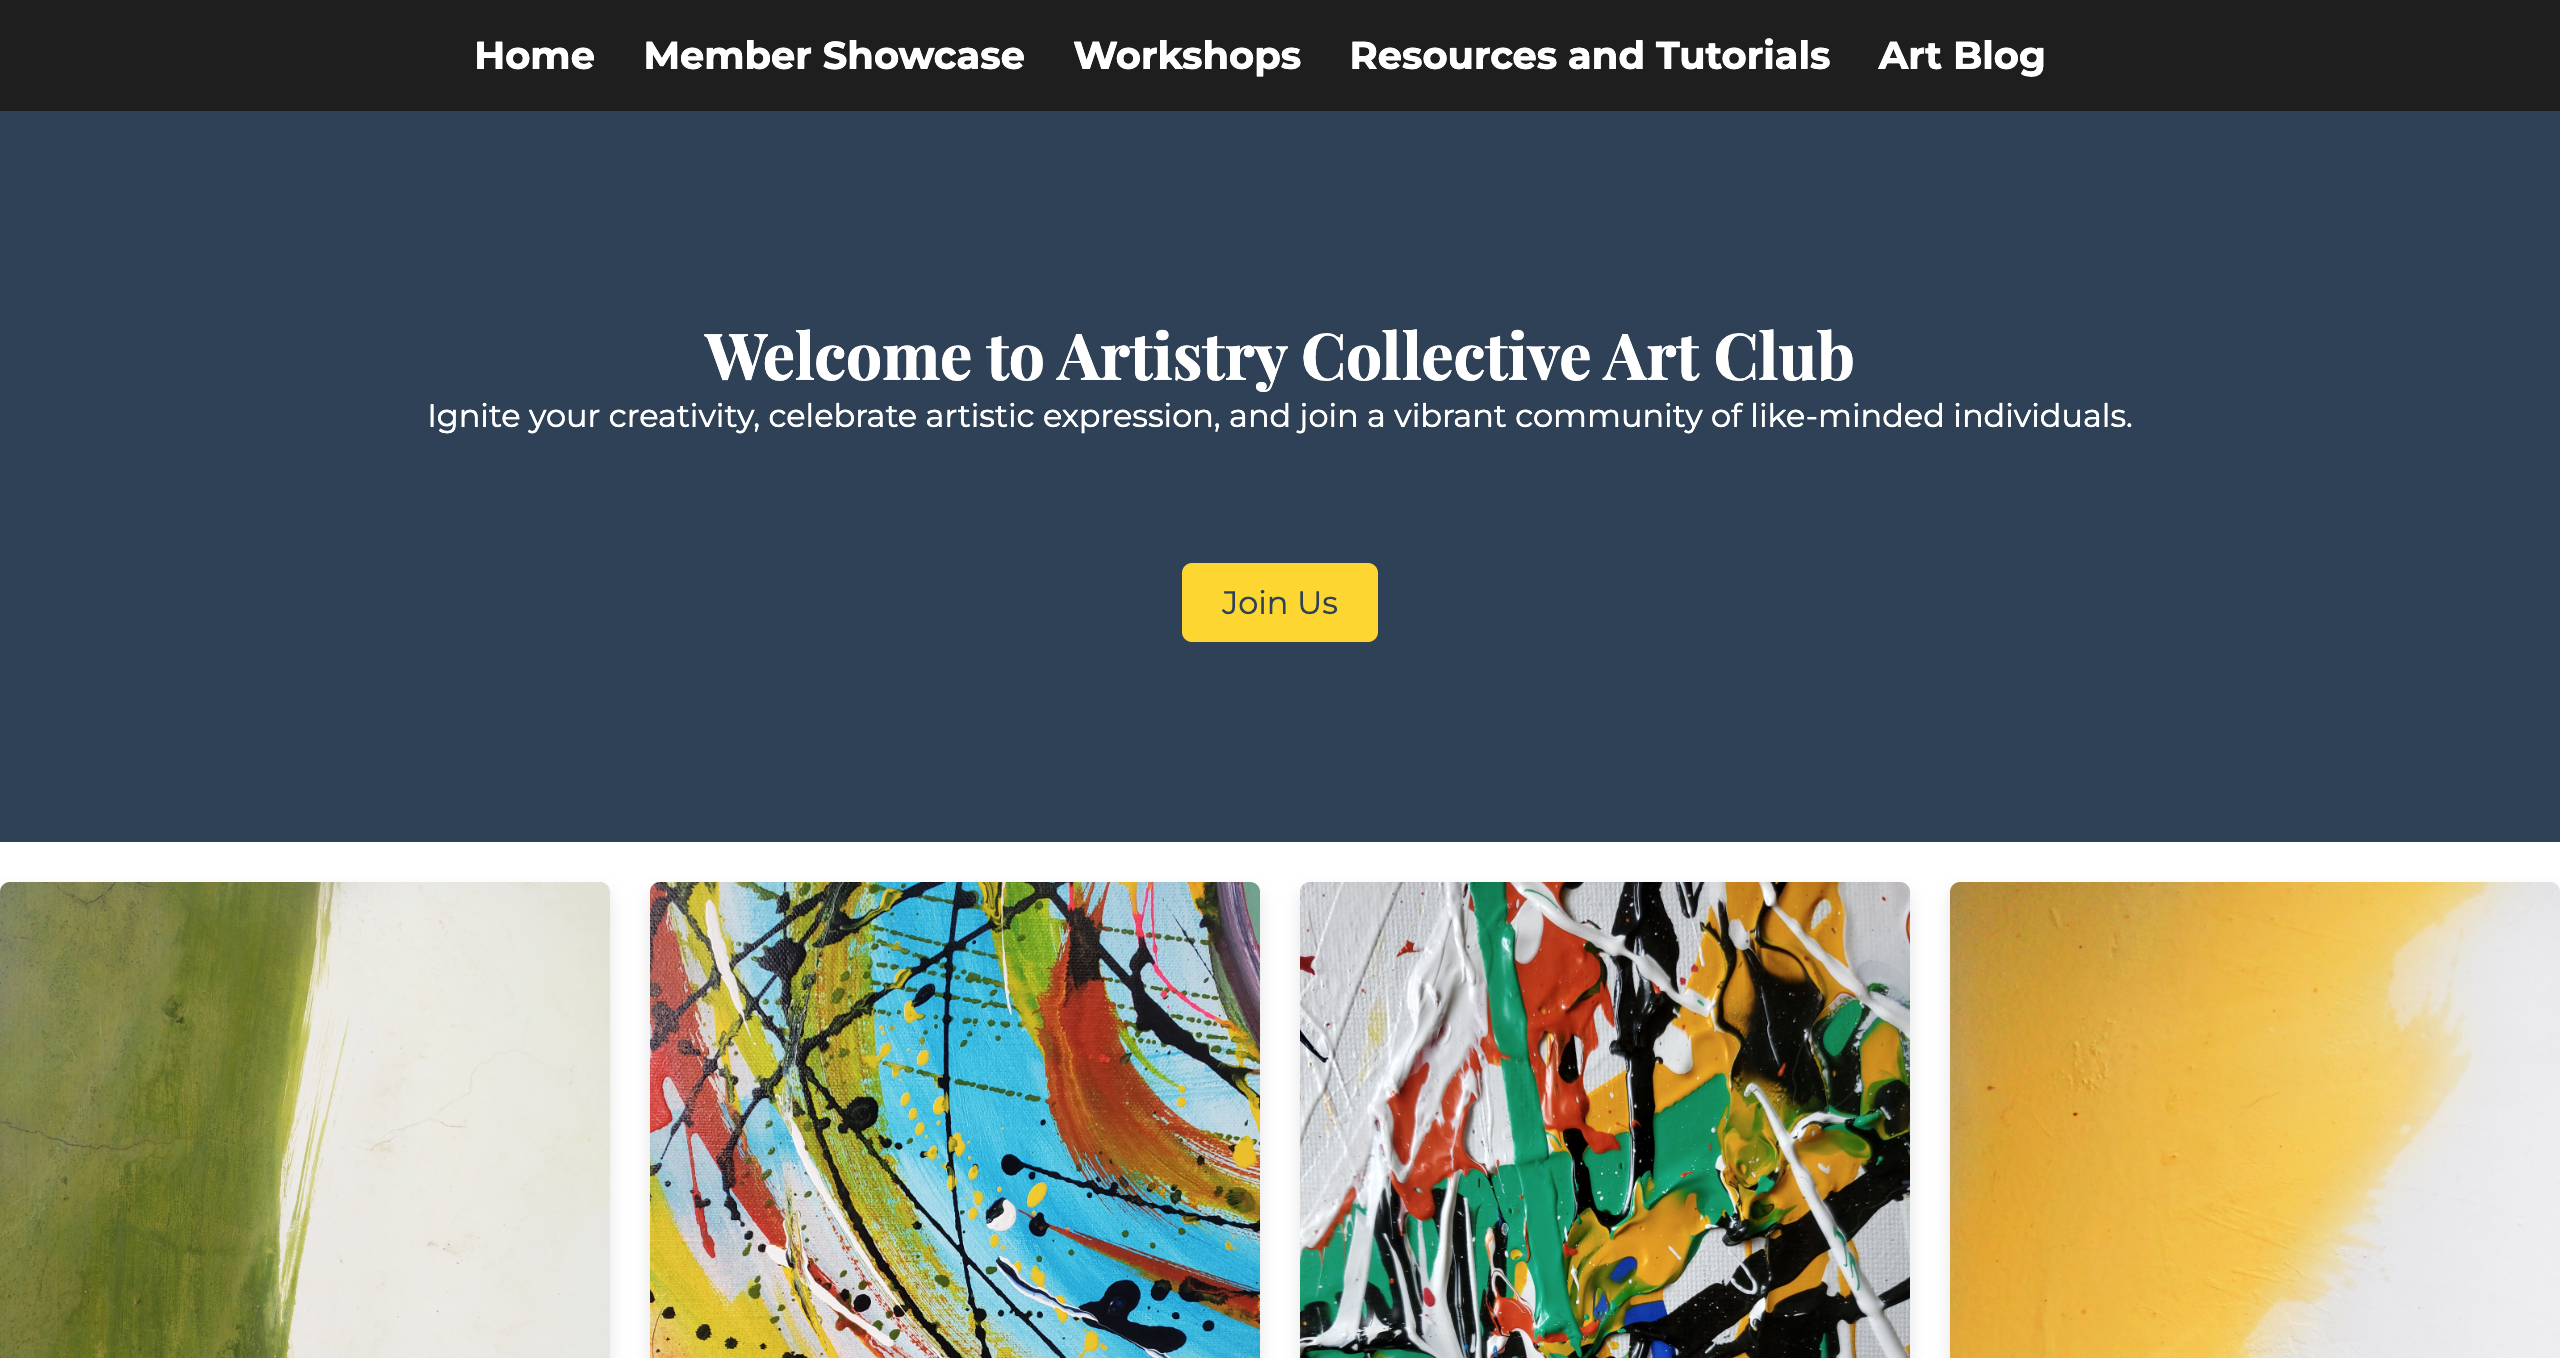 Home Member Showcase Workshops Resources and Tutorials Art Blog
Welcome to Artistry Collective Art Club
Ignite your creativity, celebrate artistic expression, and join a vibrant community of like-minded individuals.
Join Us